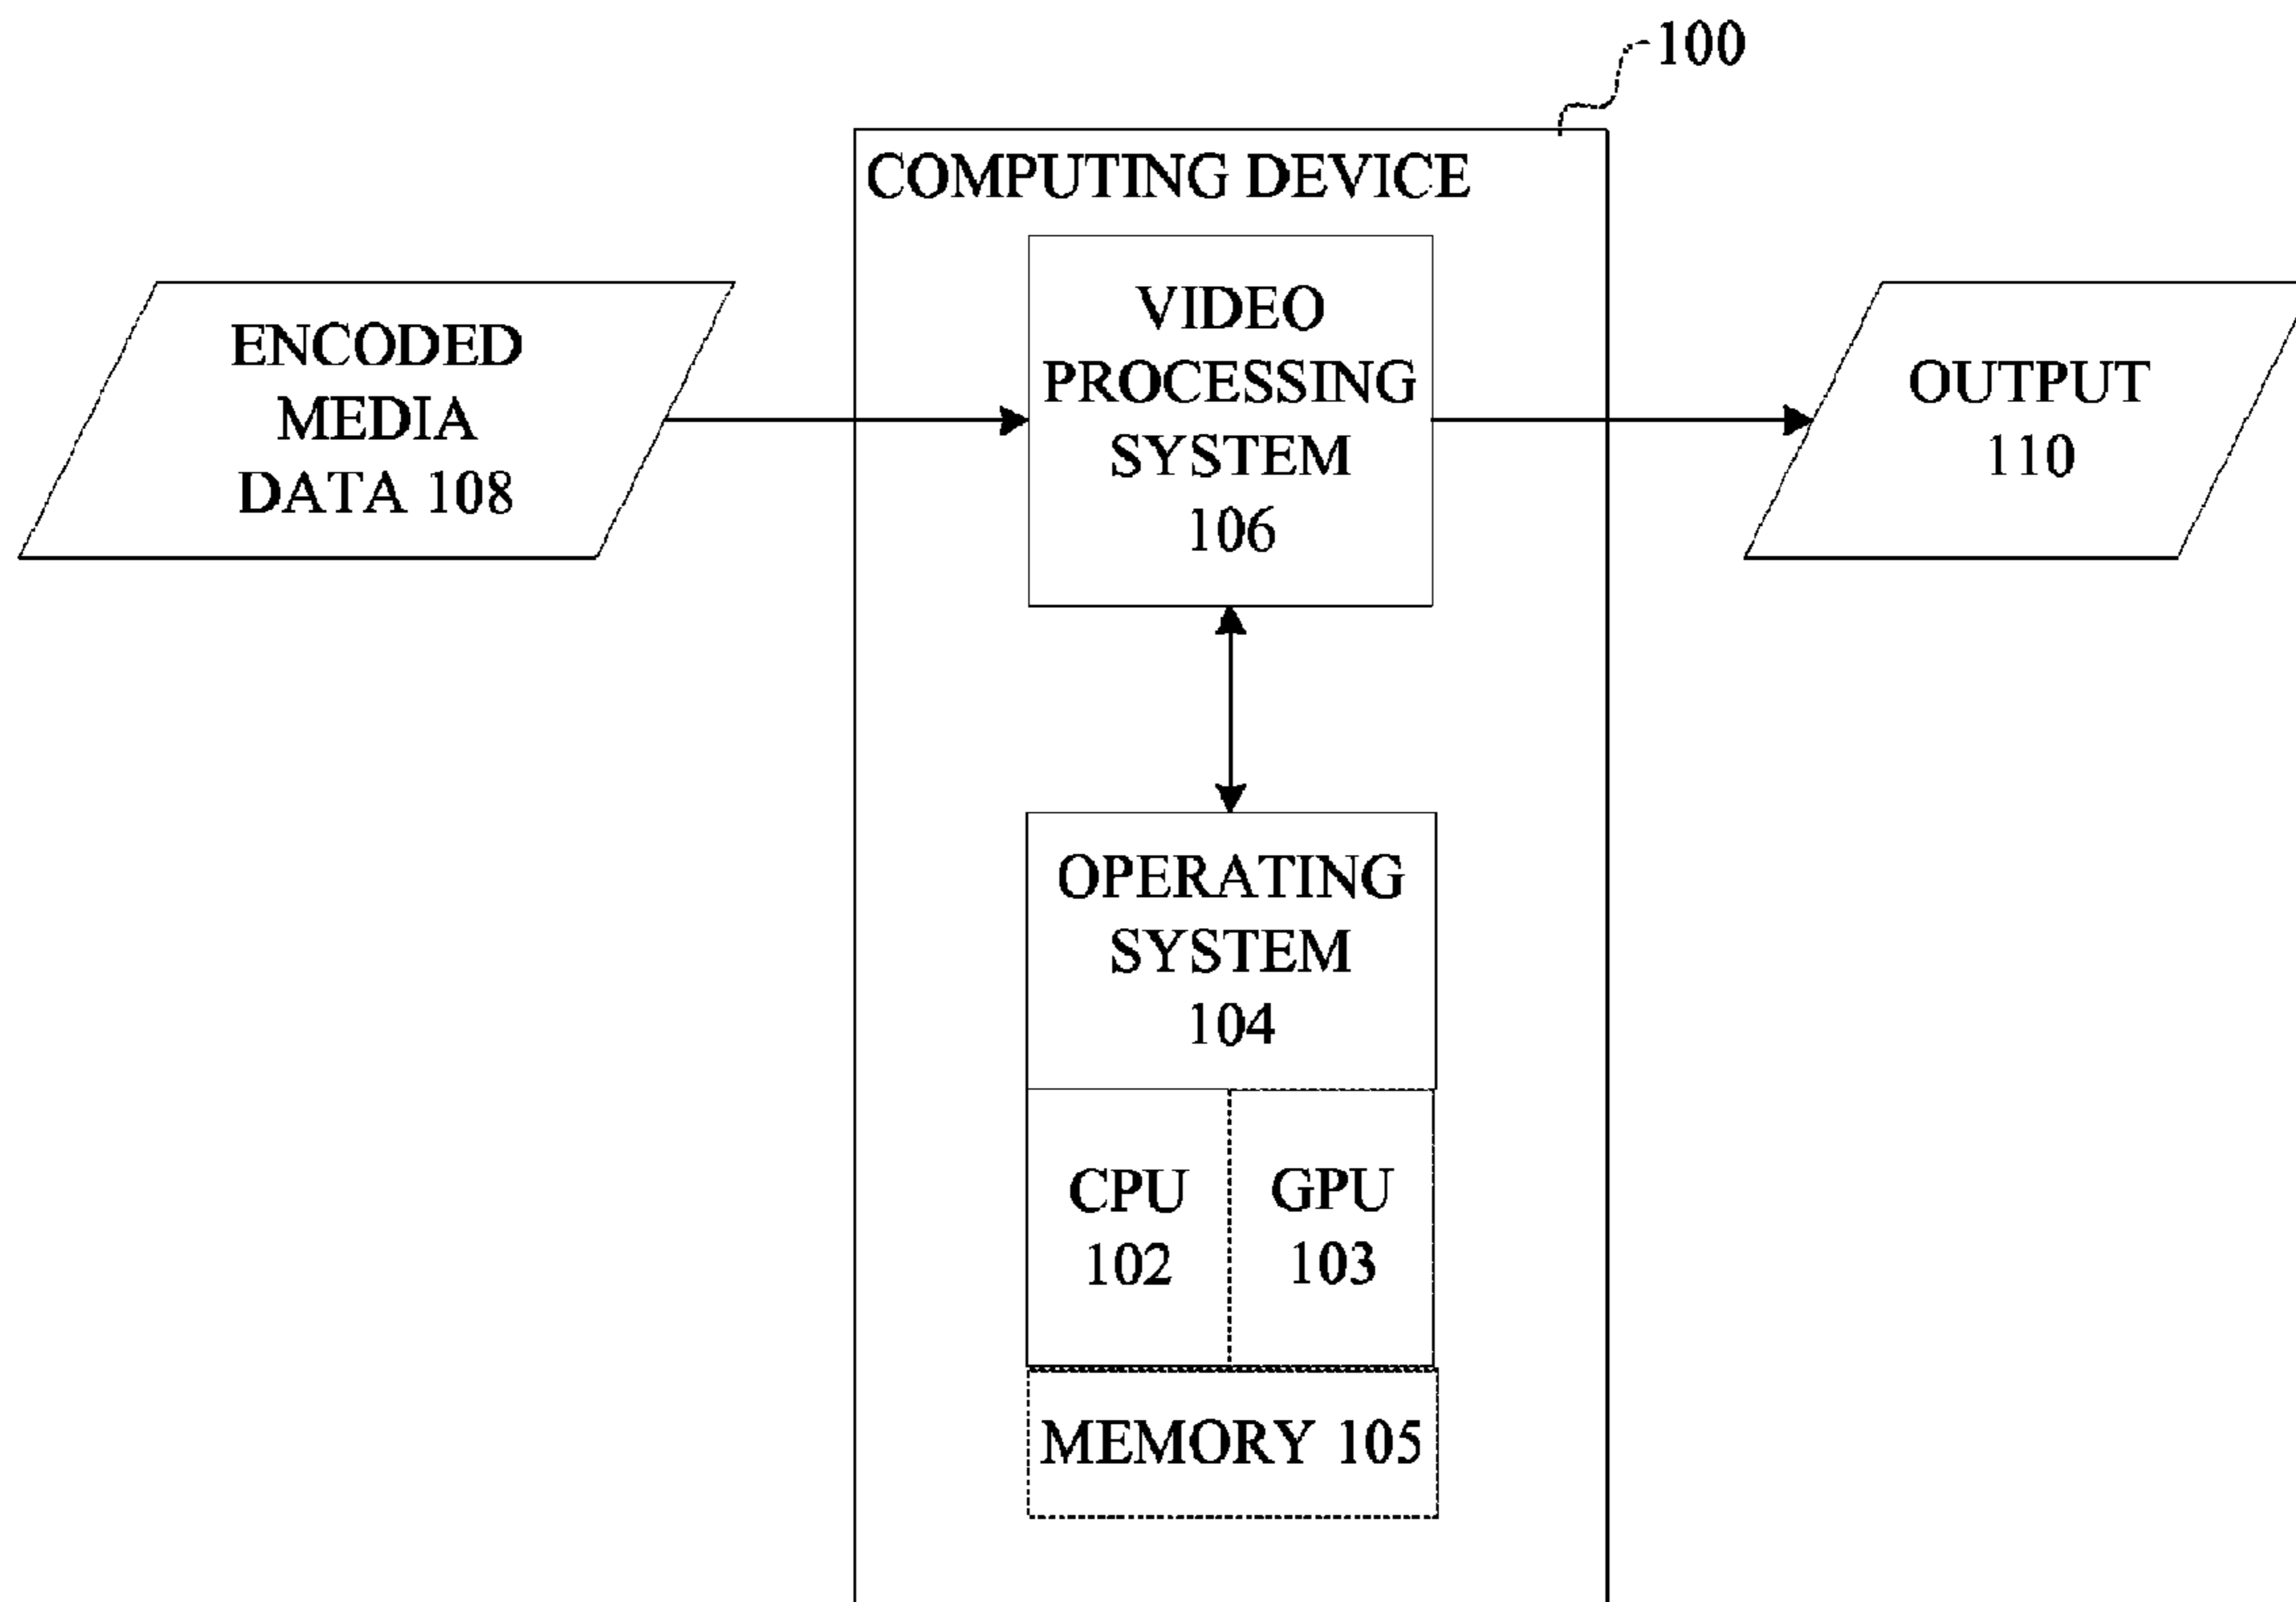 100
COMPUTING DEVICE
ENCODED
MEDIA
DATA 108
VIDEO
PROCESSING
SYSTEM
106
OUTPUT
110
OPERATING
SYSTEM
104
CPU
102
GPU
103
MEMORY 105